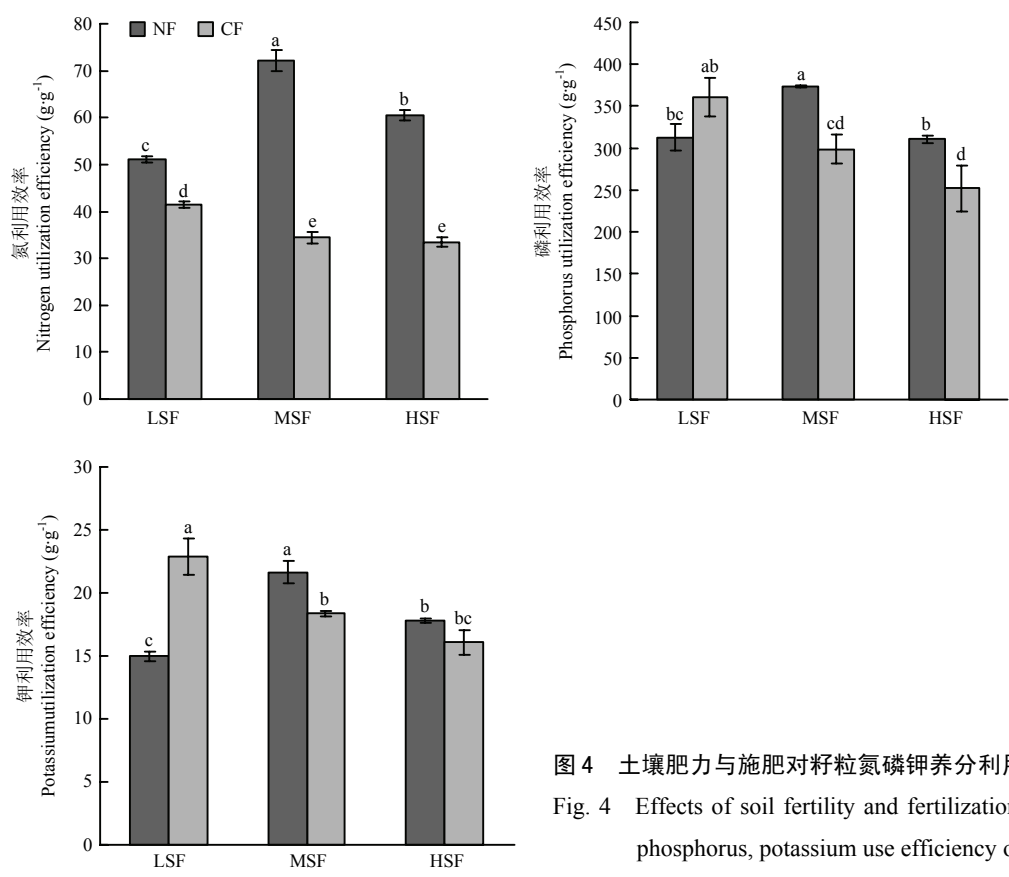 80
70
60
50
40
30
20
10
0
氮利用效率
Nitrogen utilization efficiency (g·g-1)
NF CF
a
b
c
d
e
e
LSF MSF HSF
450
400
350
300
250
200
150
100
50
0
磷利用效率
Phosphorus utilization efficiency (g·g-1)
bc
ab
a
cd
b
d
LSF MSF HSF
30
25
20
15
10
5
0
钾利用效率
Potassiumutilization efficiency (g·g-1)
c
a
a
b
b
bc
LSF MSF HSF
图 4 土壤肥力与施肥对籽粒氮磷钾养分利用
Fig. 4 Effects of soil fertility and fertilization
phosphorus, potassium use efficiency o